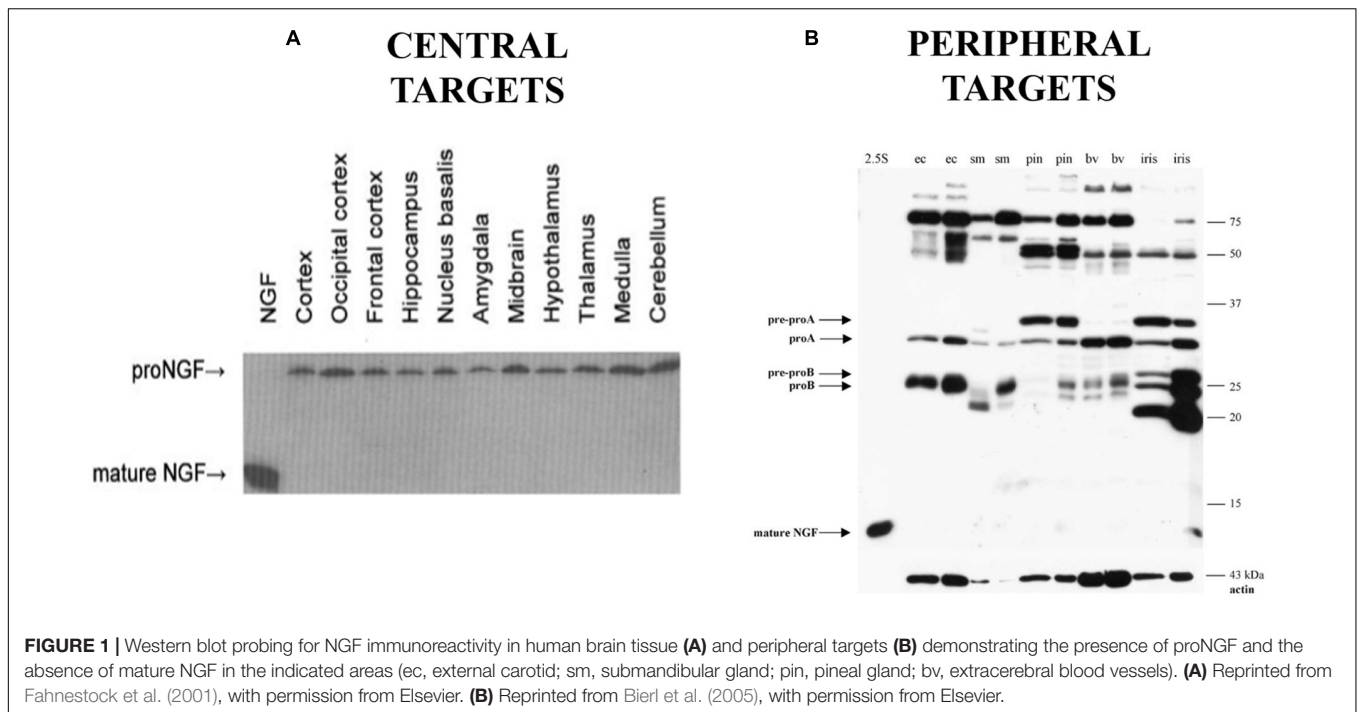 A
CENTRAL
TARGETS
NGF
Cortex
Occipital cortex
Frontal cortex
Hippocampus
Nucleus basalis
Amygdala
Midbrain
Hypothalamus
Thalamus
Medulla
Cerebellum
proNGF→
mature NGF→
B
PERIPHERAL
TARGETS
2.5S ec ec sm sm pin pin bv bv iris iris
75
50
37
pre-proA
proA
pre-proB
proB
25
20
15
mature NGF
43 kDa
actin
FIGURE 1 | Western blot probing for NGF immunoreactivity in human brain tissue (A) and peripheral targets (B) demonstrating the presence of proNGF and the
absence of mature NGF in the indicated areas (ec, external carotid; sm, submandibular gland; pin, pineal gland; bv, extracerebral blood vessels). (A) Reprinted from
Fahnestock et al. (2001), with permission from Elsevier. (B) Reprinted from Bierl et al. (2005), with permission from Elsevier.